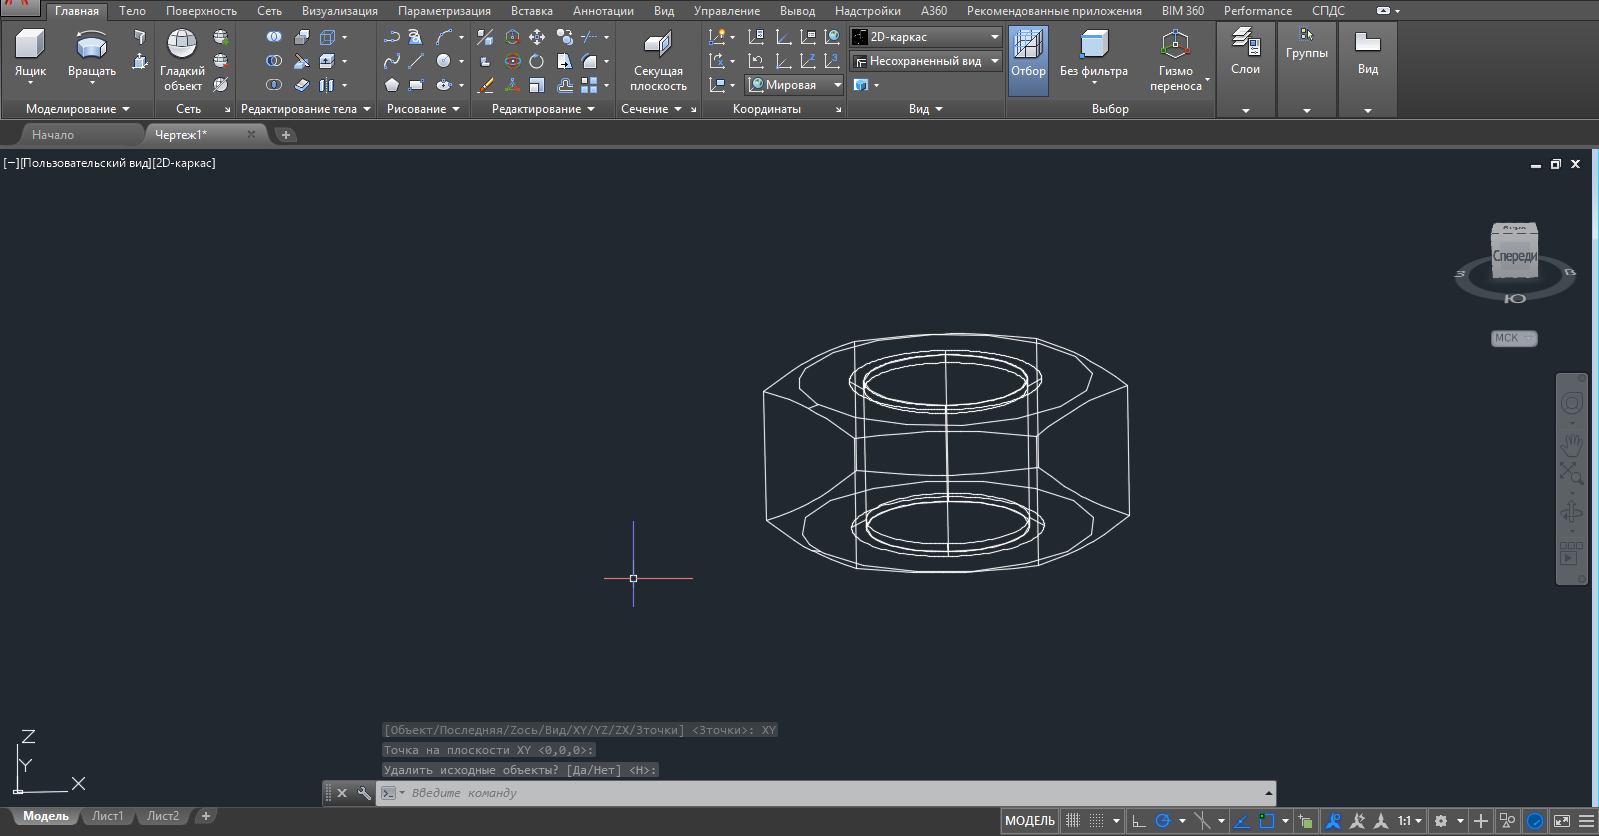 Главная Тело Поверхность Сеть Визуализация Параметризация Вставка Аннотации Вид Управление Вывод Надстройки A360 Рекомендованные приложения BIM 360 Performance СПДС
Ящик Вращать Гладкий объект Секущая плоскость Мировая 2D-каркас Несохраненный вид Отбор Без фильтра Гизмо переноса Слои Группы Вид
Моделирование Сеть Редактирование тела Рисование Редактирование Сечение Координаты Вид Выбор
Начало Чертеж1*
[−][Пользовательский вид][2D-каркас]
Спереди
З В
Ю
МСК
[Объект/Последняя/Zось/Вид/XY/YZ/ZX/3точки] <3точки>: XY
Точка на плоскости XY <0,0,0>:
Удалить исходные объекты? [Да/Нет] <Н>:
Введите команду
Z
Y
X
Модель Лист1 Лист2
МОДЕЛЬ 1:1